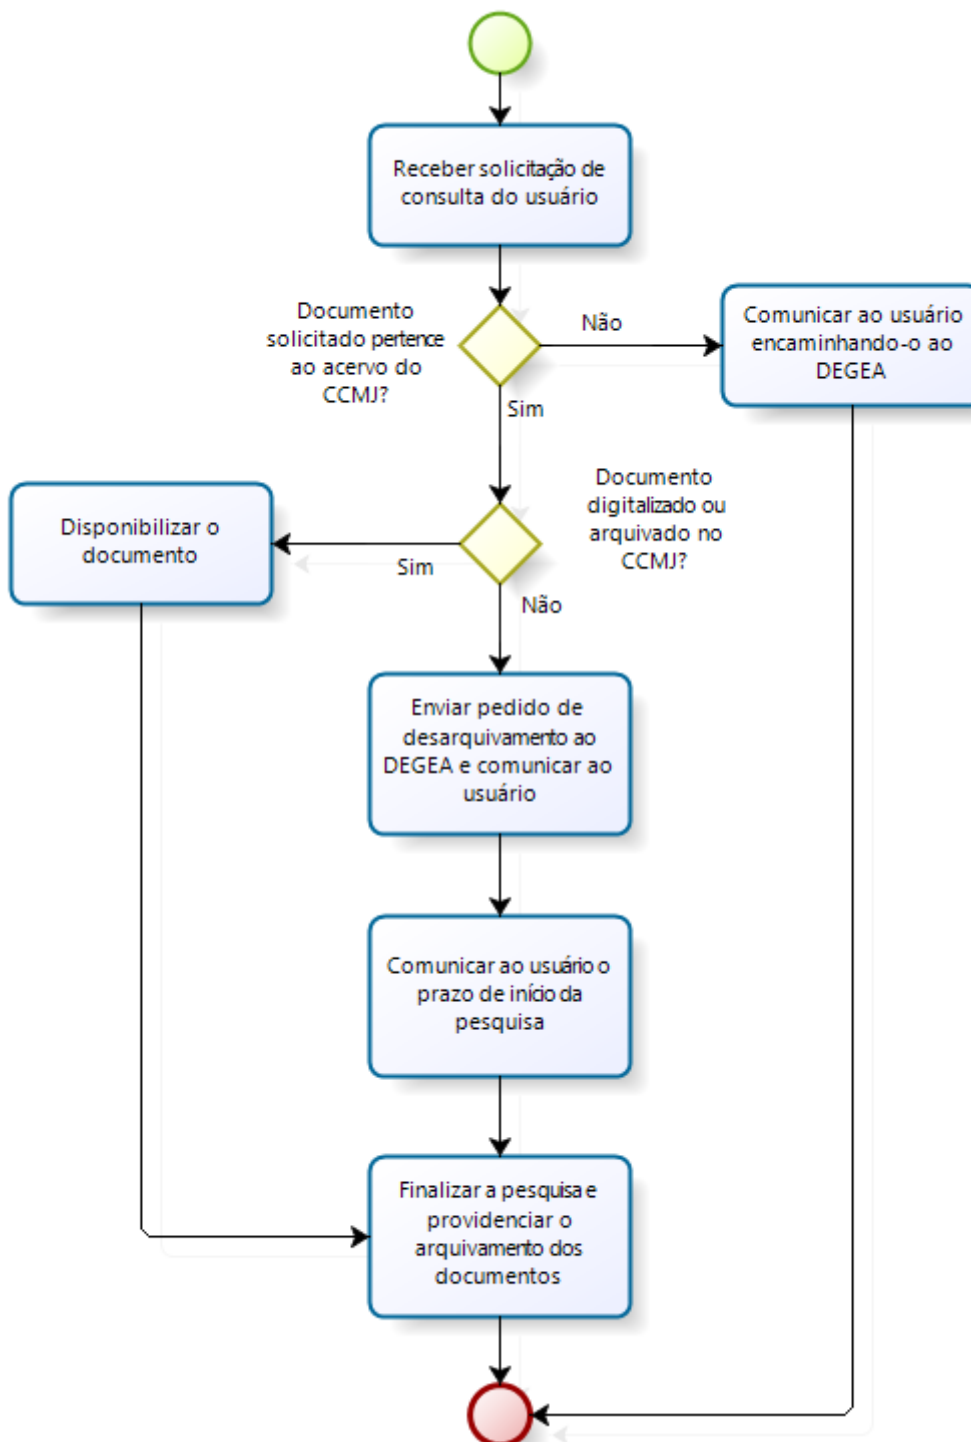 Receber solicitação de
consulta do usuário
Documento
solicitado pertence
ao acervo do
CCMJ?
Não
Comunicar ao usuário
encaminhando-o ao
DEGEA
Sim
Documento
digitalizado ou
arquivado no
CCMJ?
Disponibilizar o
documento
Sim
Não
Enviar pedido de
desarquivamento ao
DEGEA e comunicar ao
usuário
Comunicar ao usuário o
prazo de início da
pesquisa
Finalizar a pesquisa e
providenciar o
arquivamento dos
documentos